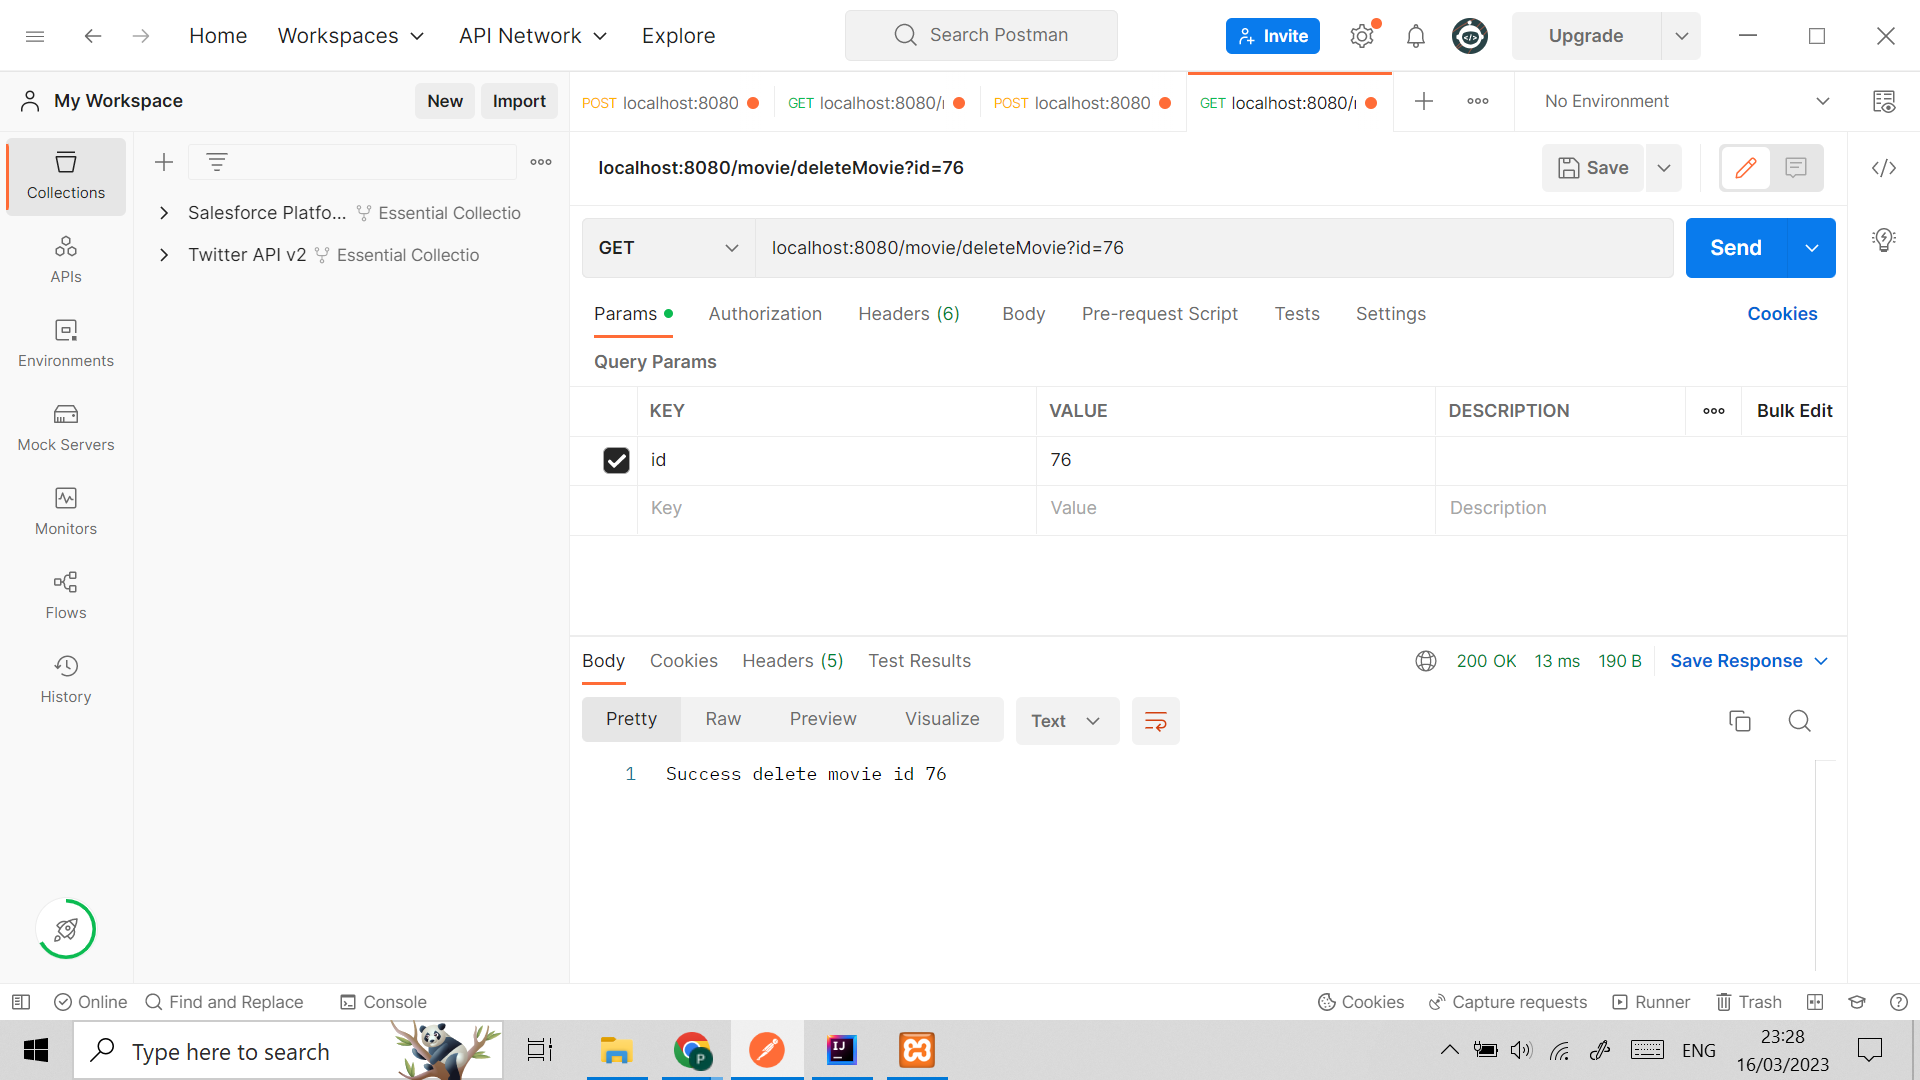 Home Workspaces API Network Explore Search Postman Invite Upgrade
My Workspace New Import POST localhost:8080 GET localhost:8080/ POST localhost:8080 GET localhost:8080/ No Environment
Collections
APIs
Environments
Mock Servers
Monitors
Flows
History
Salesforce Platfo... Essential Collectio
Twitter API v2 Essential Collectio
localhost:8080/movie/deleteMovie?id=76 Save
GET localhost:8080/movie/deleteMovie?id=76 Send
Params Authorization Headers (6) Body Pre-request Script Tests Settings Cookies
Query Params
KEY VALUE DESCRIPTION Bulk Edit
id 76
Key Value Description
Body Cookies Headers (5) Test Results 200 OK 13 ms 190 B Save Response
Pretty Raw Preview Visualize Text
1 Success delete movie id 76
Online Find and Replace Console Cookies Capture requests Runner Trash
Type here to search P IJ ENG 23:28
16/03/2023